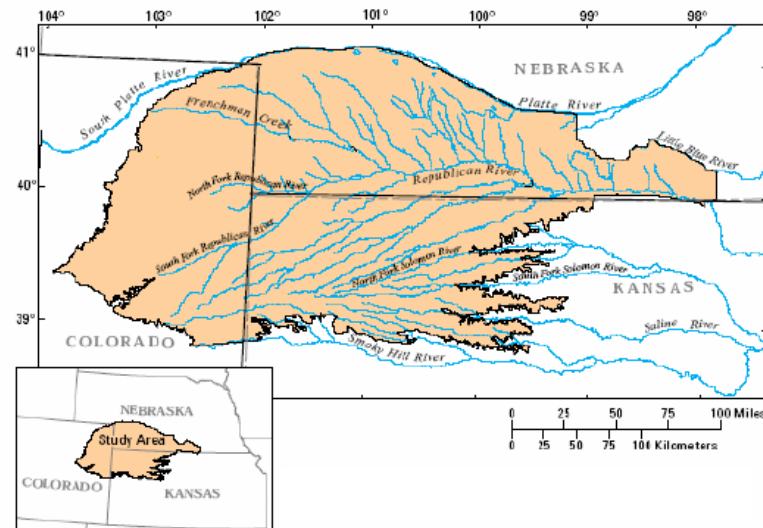 104°
103°
102°
101°
100°
99°
98°
41°
40°
39°
NEBRASKA
South Platte River
Platte River
Frenchman Creek
Little Blue River
Republican River
North Fork Republican River
South Fork Republican River
North Fork Solomon River
South Fork Solomon River
KANSAS
Saline River
COLORADO
Smoky Hill River
0 25 50 75 100 Miles
0 25 50 75 100 Kilometers
NEBRASKA
Study Area
COLORADO
KANSAS